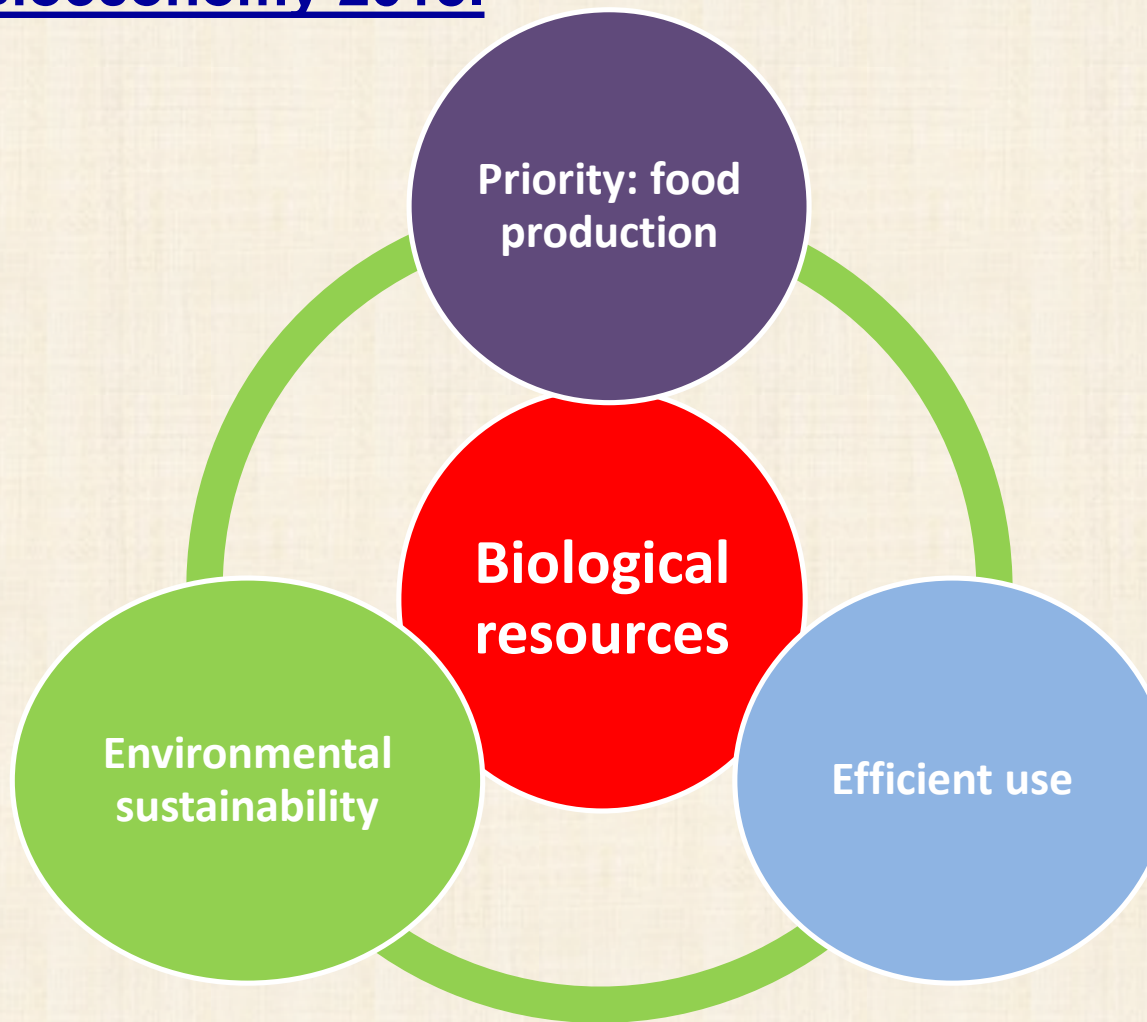 Priority: food
production
Biological
resources
Environmental
sustainability
Efficient use